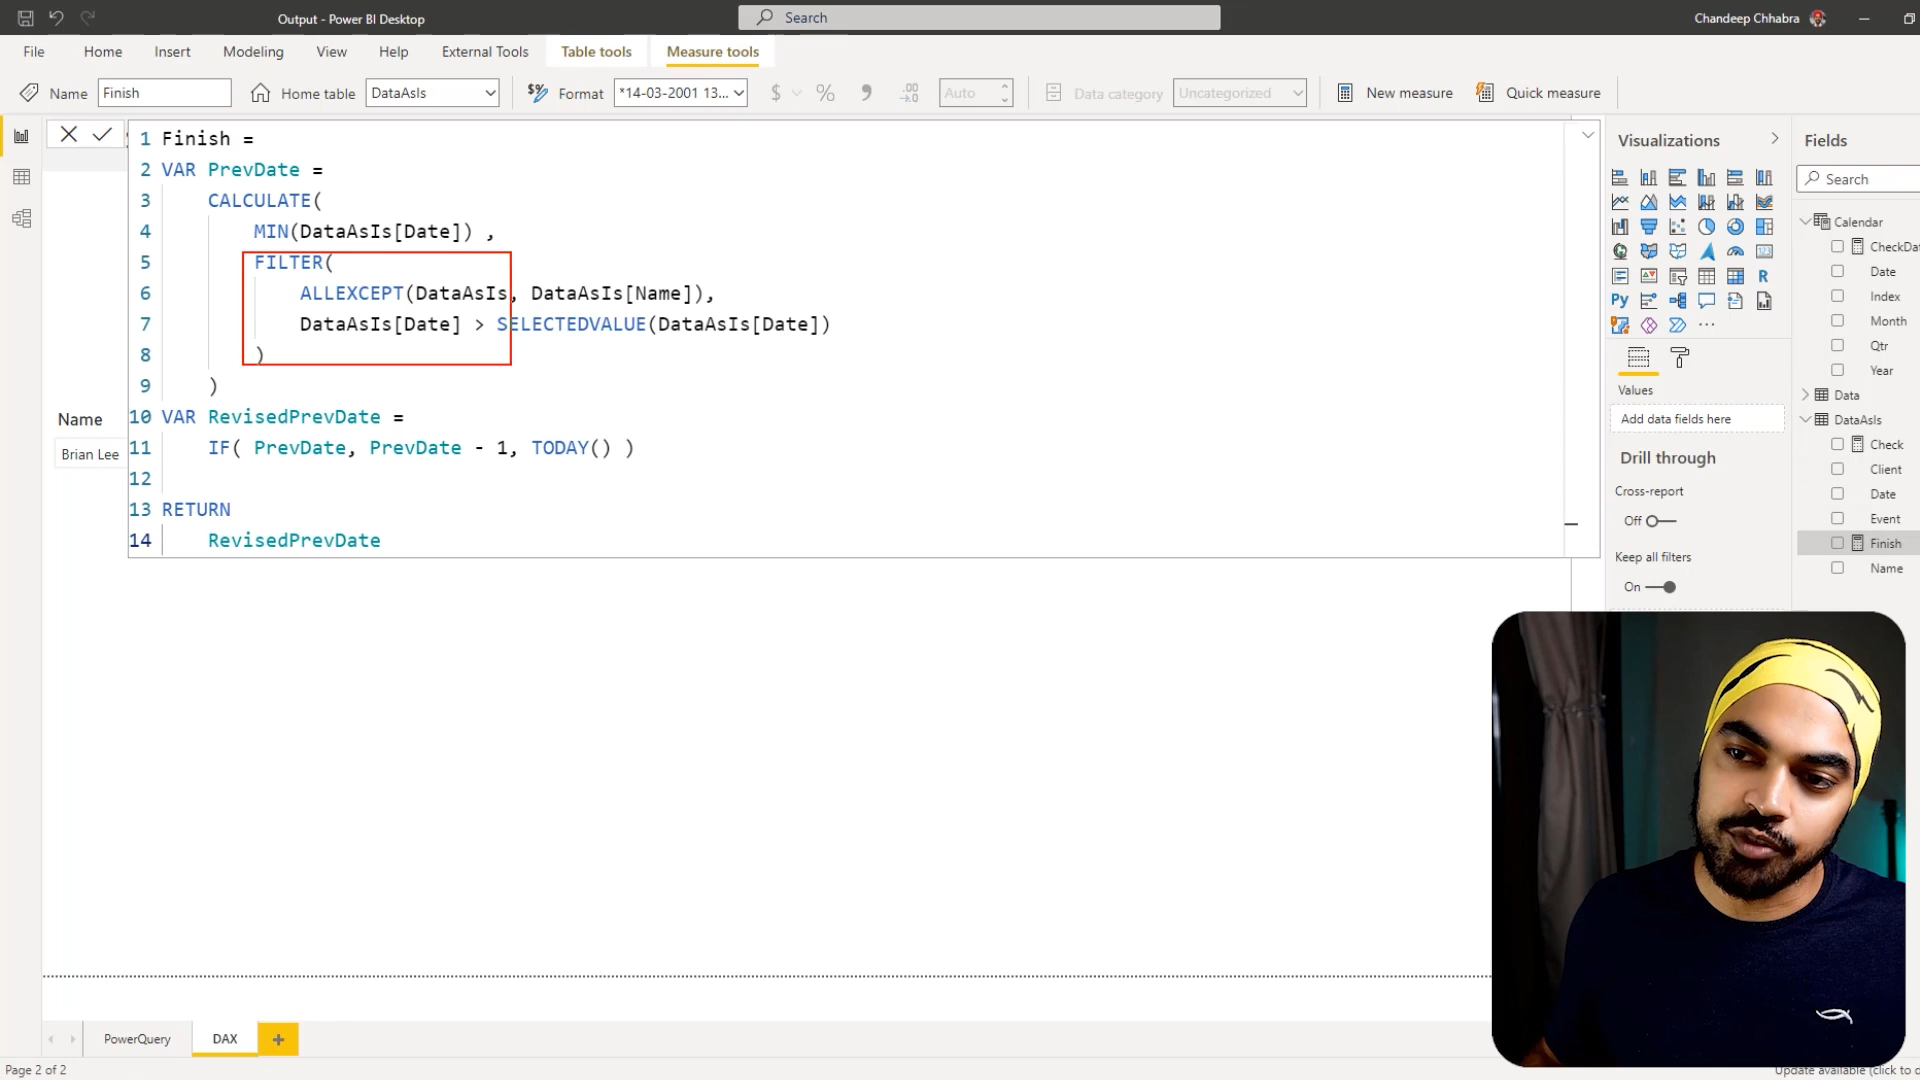 Output - Power BI Desktop
Search
Chandeep Chhabra
File
Home
Insert
Modeling
View
Help
External Tools
Table tools
Measure tools
Name
Finish
Home table
DataAsIs
Format
*14-03-2001 13...
$
%
Auto
Data category
Uncategorized
New measure
Quick measure
1 Finish =
2 VAR PrevDate =
3 CALCULATE(
4 MIN(DataAsIs[Date]) ,
5 FILTER(
6 ALLEXCEPT(DataAsIs, DataAsIs[Name]),
7 DataAsIs[Date] > SELECTEDVALUE(DataAsIs[Date])
8 )
9 )
10 VAR RevisedPrevDate =
11 IF( PrevDate, PrevDate - 1, TODAY() )
12
13 RETURN
14 RevisedPrevDate
Name
Brian Lee
Visualizations
R
Py
Values
Add data fields here
Drill through
Cross-report
Off
Keep all filters
On
Fields
Search
Calendar
CheckDat
Date
Index
Month
Qtr
Year
Data
DataAsIs
Check
Client
Date
Event
Finish
Name
PowerQuery
DAX
Page 2 of 2
Update available (click to d